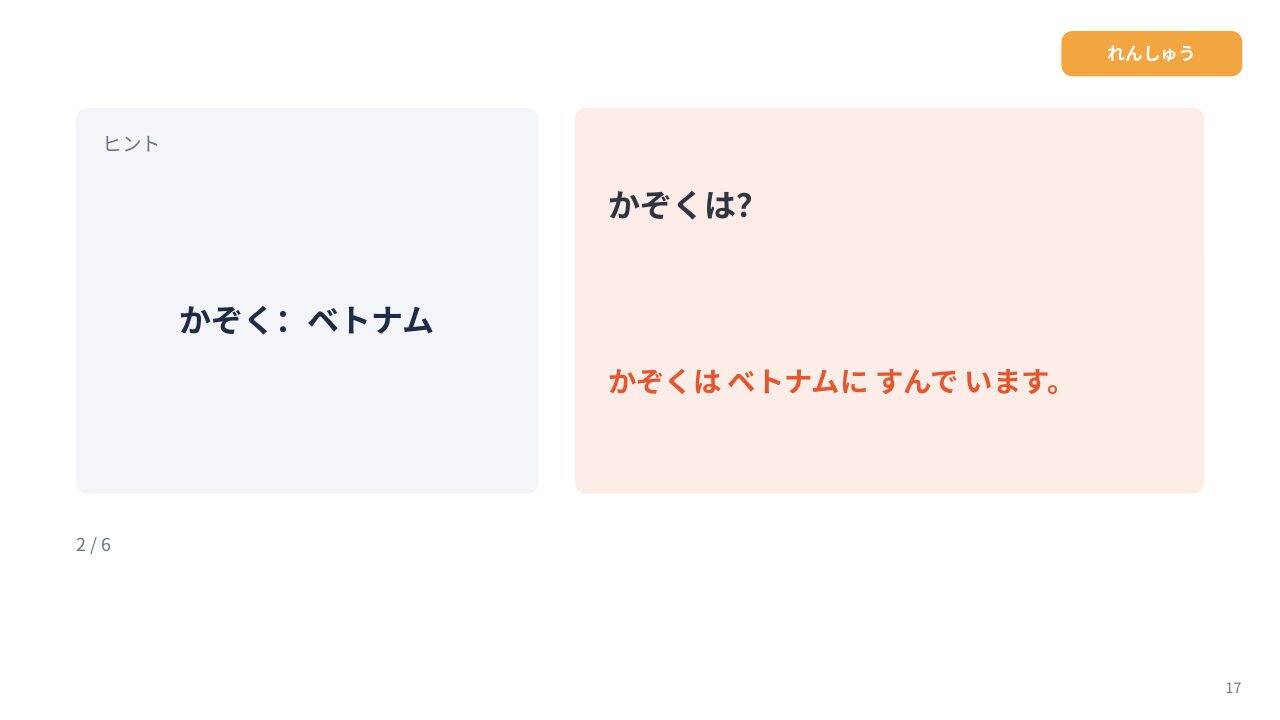 れんしゅう
ヒント
かぞく：ベトナム
かぞくは?
かぞくは ベトナムに すんで います。
2 / 6
17